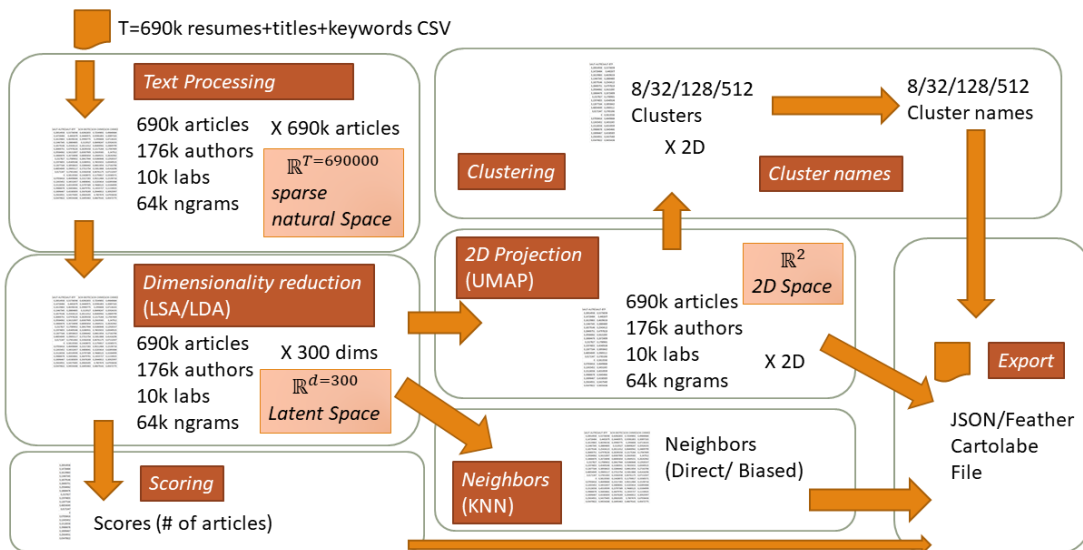 T=690k resumes+titles+keywords CSV
Text Processing
690k articles
176k authors
10k labs
64k ngrams
X 690k articles
ℝ^{T=690000}
sparse
natural Space
Dimensionality reduction
(LSA/LDA)
690k articles
176k authors
10k labs
64k ngrams
X 300 dims
ℝ^{d=300}
Latent Space
Scoring
Scores (# of articles)
8/32/128/512
Clusters
X 2D
8/32/128/512
Cluster names
Clustering
Cluster names
2D Projection
(UMAP)
ℝ^2
2D Space
690k articles
176k authors
10k labs
64k ngrams
X 2D
Neighbors
(KNN)
Neighbors
(Direct/ Biased)
Export
JSON/Feather
Cartolabe
File